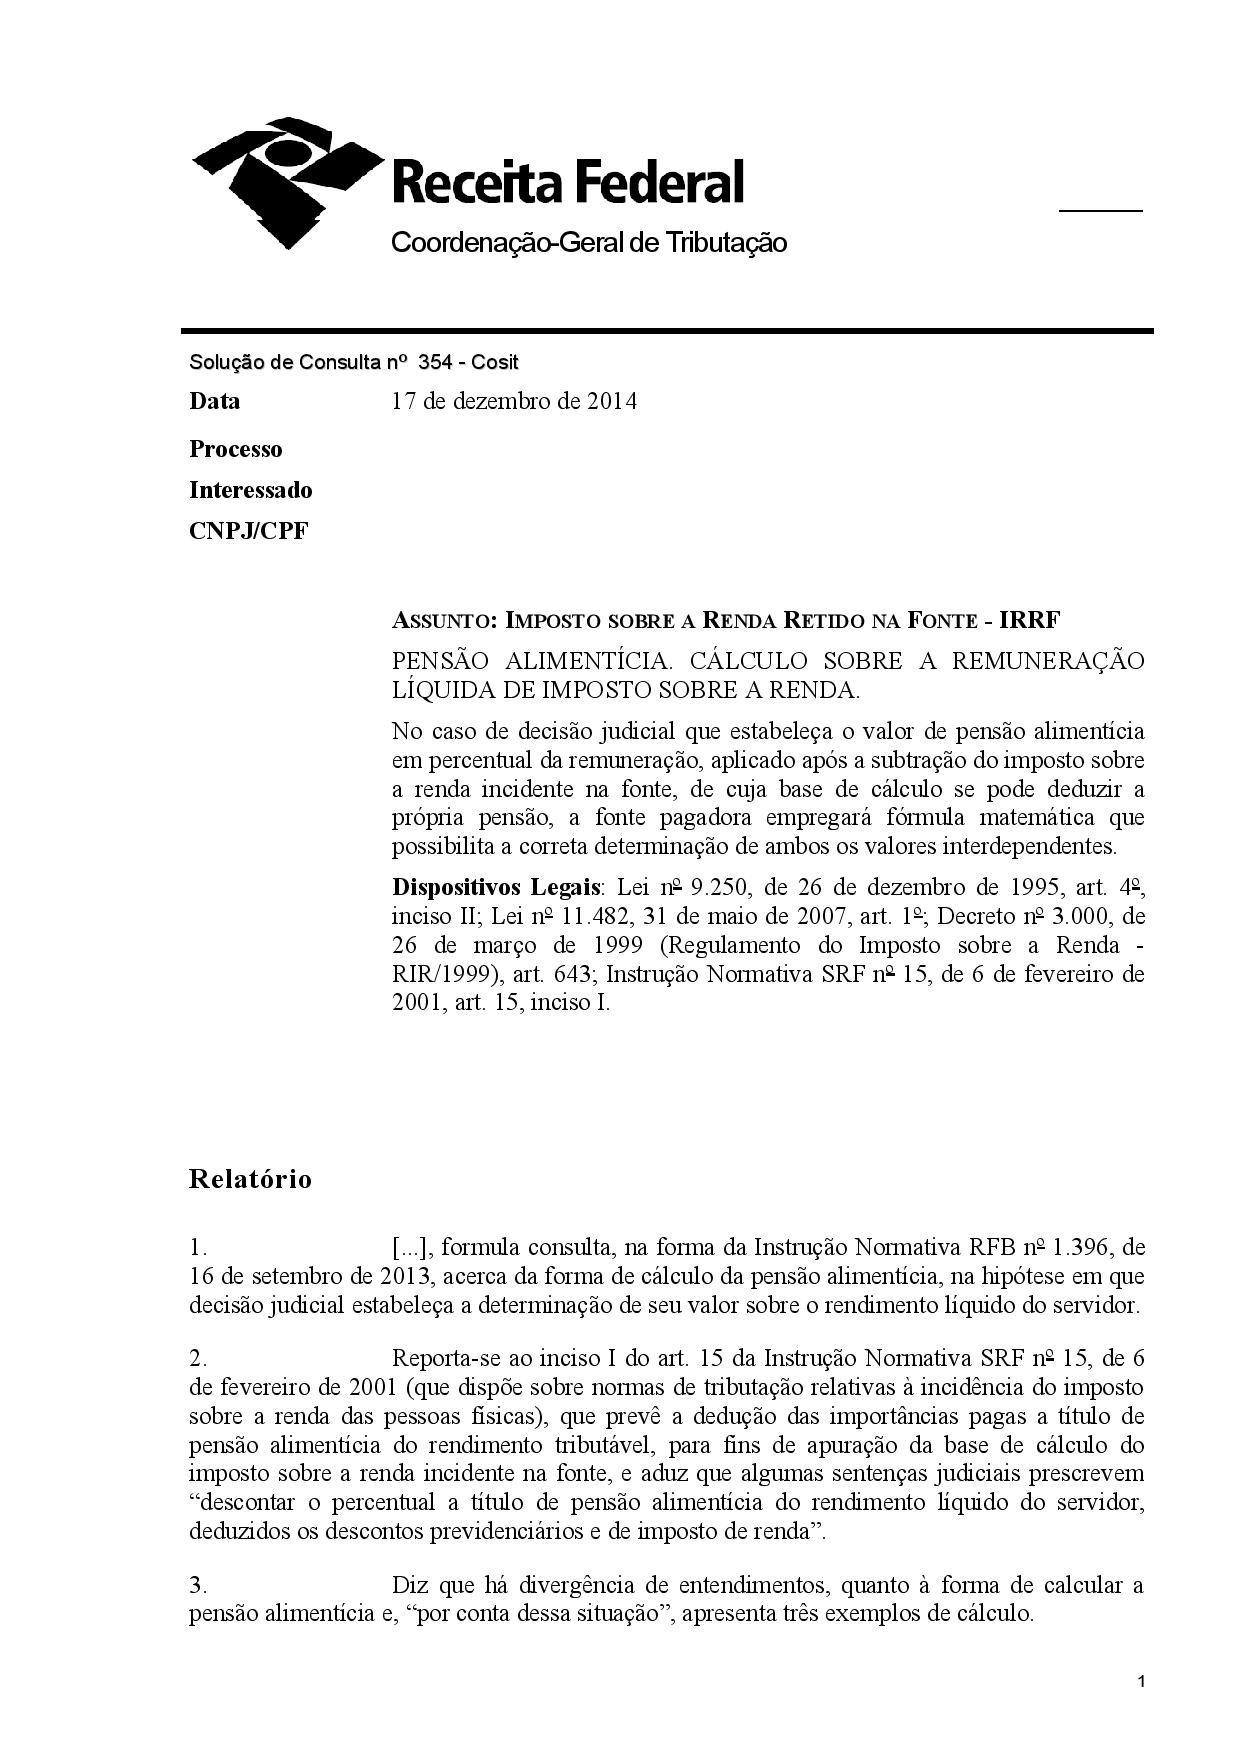 Receita Federal
Coordenação-Geral de Tributação
Solução de Consulta nº 354 - Cosit
Data 17 de dezembro de 2014
Processo
Interessado
CNPJ/CPF
ASSUNTO: IMPOSTO SOBRE A RENDA RETIDO NA FONTE - IRRF
PENSÃO ALIMENTÍCIA. CÁLCULO SOBRE A REMUNERAÇÃO
LÍQUIDA DE IMPOSTO SOBRE A RENDA.
No caso de decisão judicial que estabeleça o valor de pensão alimentícia
em percentual da remuneração, aplicado após a subtração do imposto sobre
a renda incidente na fonte, de cuja base de cálculo se pode deduzir a
própria pensão, a fonte pagadora empregará fórmula matemática que
possibilita a correta determinação de ambos os valores interdependentes.
Dispositivos Legais: Lei nº 9.250, de 26 de dezembro de 1995, art. 4º,
inciso II; Lei nº 11.482, 31 de maio de 2007, art. 1º; Decreto nº 3.000, de
26 de março de 1999 (Regulamento do Imposto sobre a Renda -
RIR/1999), art. 643; Instrução Normativa SRF nº 15, de 6 de fevereiro de
2001, art. 15, inciso I.
Relatório
1. [...], formula consulta, na forma da Instrução Normativa RFB nº 1.396, de
16 de setembro de 2013, acerca da forma de cálculo da pensão alimentícia, na hipótese em que
decisão judicial estabeleça a determinação de seu valor sobre o rendimento líquido do servidor.
2. Reporta-se ao inciso I do art. 15 da Instrução Normativa SRF nº 15, de 6
de fevereiro de 2001 (que dispõe sobre normas de tributação relativas à incidência do imposto
sobre a renda das pessoas físicas), que prevê a dedução das importâncias pagas a título de
pensão alimentícia do rendimento tributável, para fins de apuração da base de cálculo do
imposto sobre a renda incidente na fonte, e aduz que algumas sentenças judiciais prescrevem
“descontar o percentual a título de pensão alimentícia do rendimento líquido do servidor,
deduzidos os descontos previdenciários e de imposto de renda”.
3. Diz que há divergência de entendimentos, quanto à forma de calcular a
pensão alimentícia e, “por conta dessa situação”, apresenta três exemplos de cálculo.
1